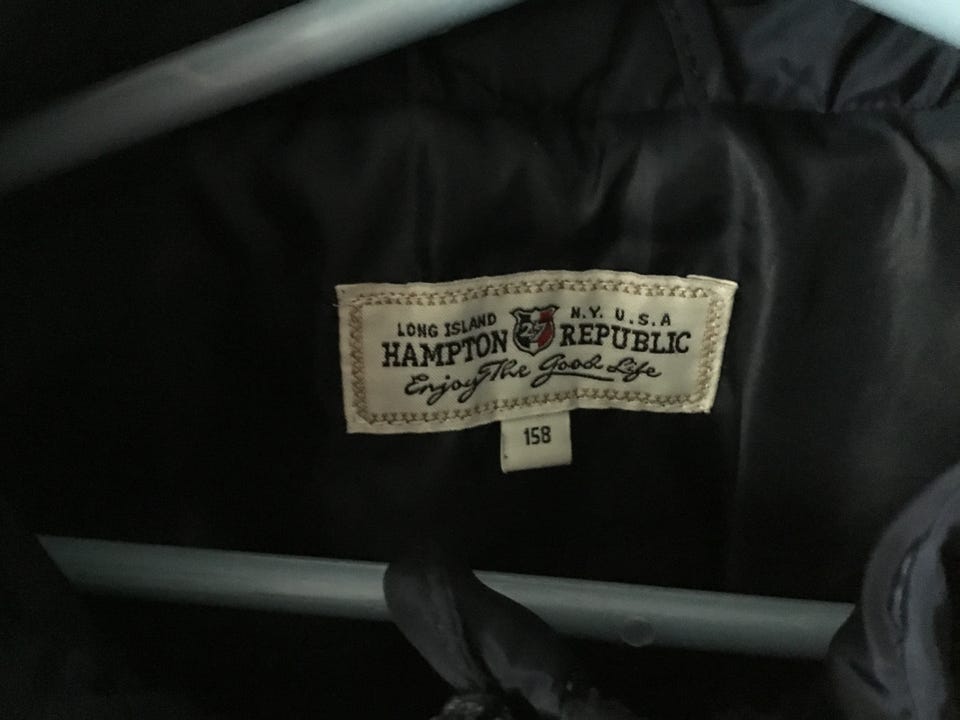 LONG ISLAND 27 N.Y. U.S.A
HAMPTON REPUBLIC
Enjoy The Good Life
158